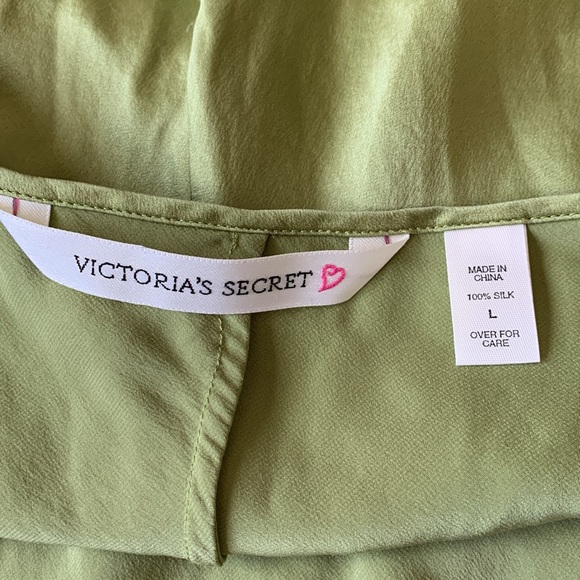 VICTORIA'S SECRET
MADE IN
CHINA
100% SILK
L
OVER FOR
CARE